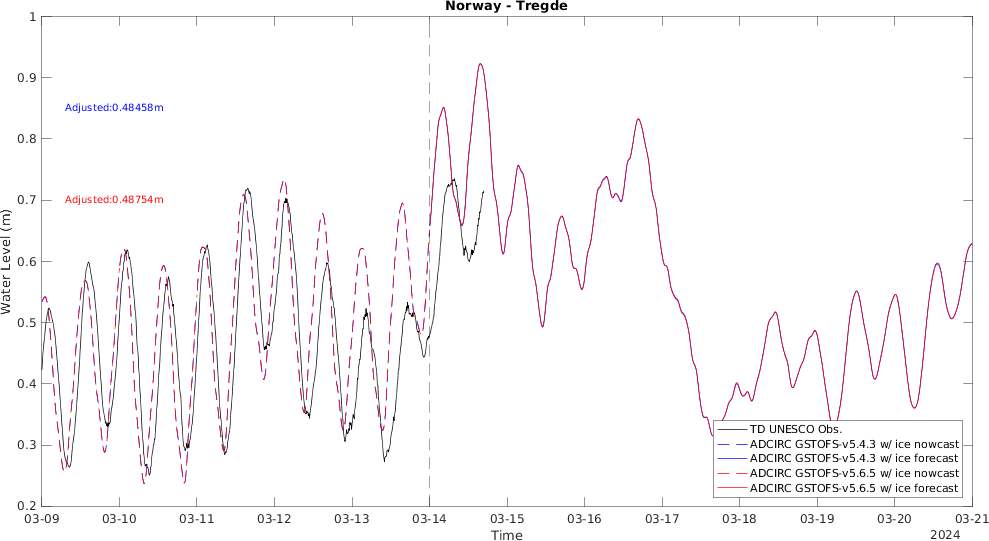 Norway - Tregde
1
0.9
0.8
0.7
0.6
0.5
0.4
0.3
0.2
Water Level (m)
Adjusted:0.48458m
Adjusted:0.48754m
TD UNESCO Obs.
ADCIRC GSTOFS-v5.4.3 w/ ice nowcast
ADCIRC GSTOFS-v5.4.3 w/ ice forecast
ADCIRC GSTOFS-v5.6.5 w/ ice nowcast
ADCIRC GSTOFS-v5.6.5 w/ ice forecast
03-09 03-10 03-11 03-12 03-13 03-14 03-15 03-16 03-17 03-18 03-19 03-20 03-21
Time
2024